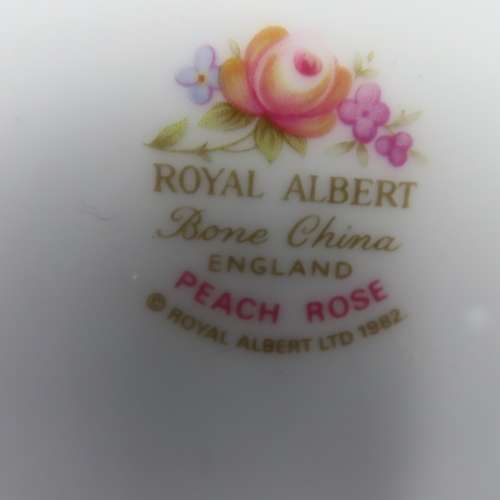 ROYAL ALBERT
Bone China
ENGLAND
PEACH ROSE
© ROYAL ALBERT LTD 1982